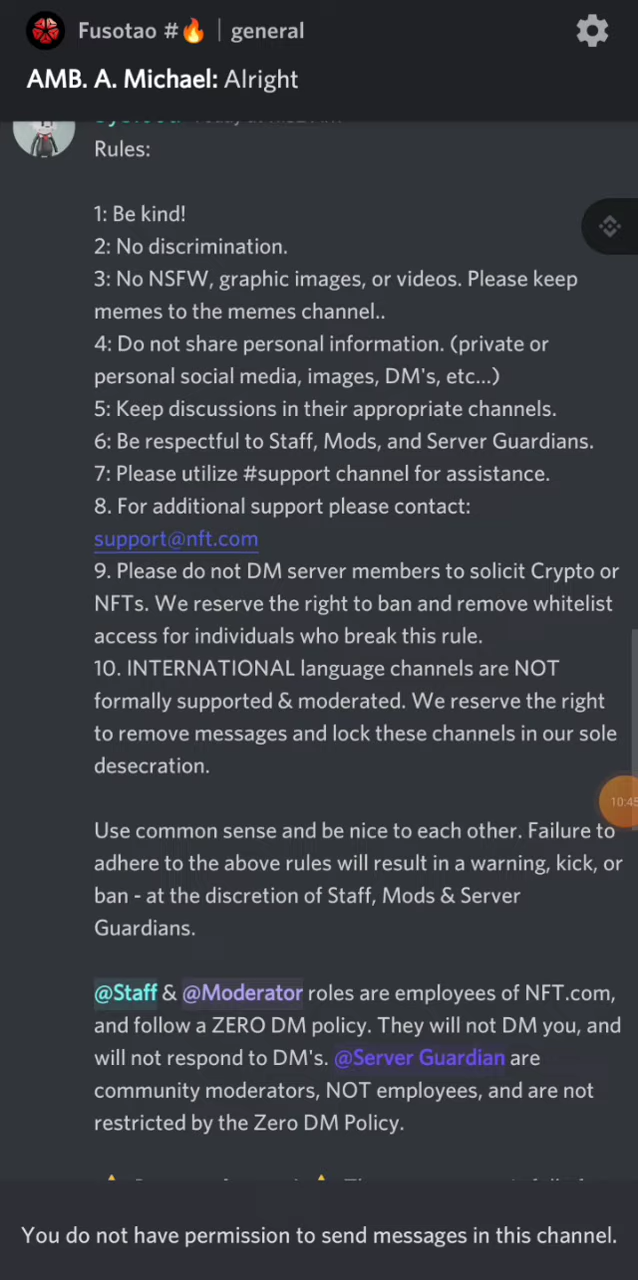 Fusotao #🔥 | general
AMB. A. Michael: Alright
Rules:
1: Be kind!
2: No discrimination.
3: No NSFW, graphic images, or videos. Please keep
memes to the memes channel..
4: Do not share personal information. (private or
personal social media, images, DM's, etc...)
5: Keep discussions in their appropriate channels.
6: Be respectful to Staff, Mods, and Server Guardians.
7: Please utilize #support channel for assistance.
8. For additional support please contact:
support@nft.com
9. Please do not DM server members to solicit Crypto or
NFTs. We reserve the right to ban and remove whitelist
access for individuals who break this rule.
10. INTERNATIONAL language channels are NOT
formally supported & moderated. We reserve the right
to remove messages and lock these channels in our sole
desecration.
10:45
Use common sense and be nice to each other. Failure to
adhere to the above rules will result in a warning, kick, or
ban - at the discretion of Staff, Mods & Server
Guardians.
@Staff & @Moderator roles are employees of NFT.com,
and follow a ZERO DM policy. They will not DM you, and
will not respond to DM's. @Server Guardian are
community moderators, NOT employees, and are not
restricted by the Zero DM Policy.
You do not have permission to send messages in this channel.